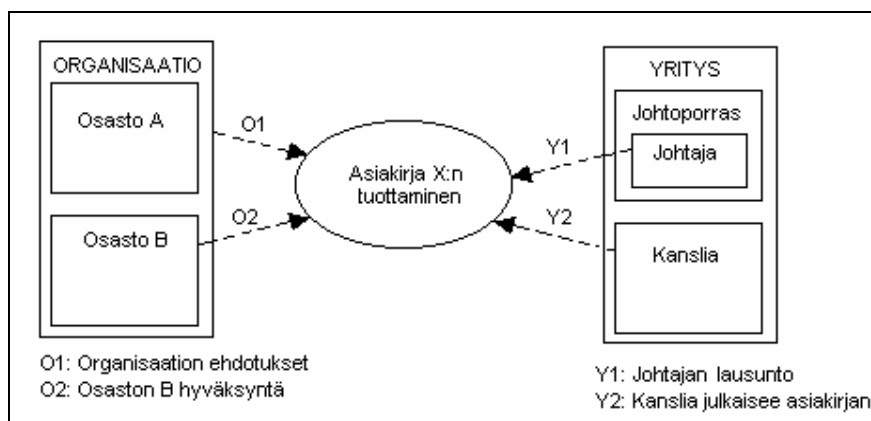 ORGANISAATIO
Osasto A
O1
Osasto B
O2
Asiakirja X:n
tuottaminen
YRITYS
Johtoporras
Johtaja
Y1
Y2
Kanslia
O1: Organisaation ehdotukset
O2: Osaston B hyväksyntä
Y1: Johtajan lausunto
Y2: Kanslia julkaisee asiakirjan